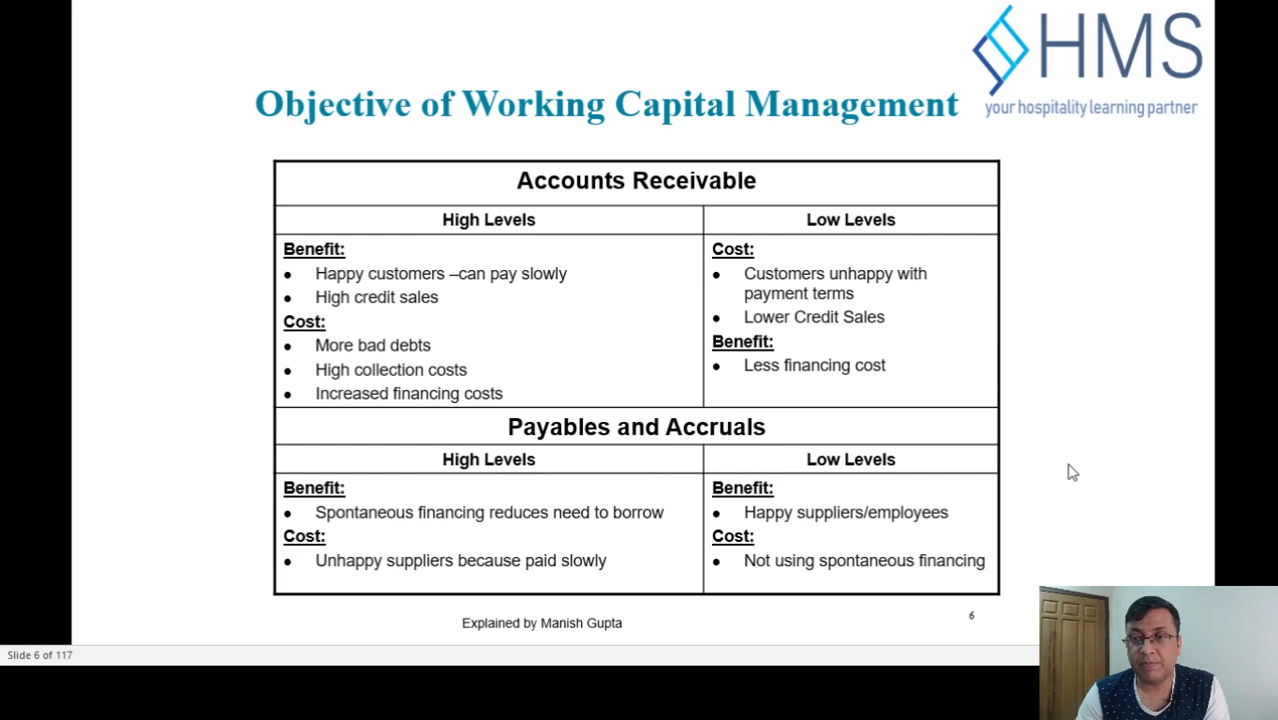 HMS
your hospitality learning partner
Objective of Working Capital Management
Accounts Receivable
High Levels
Low Levels
Benefit:
• Happy customers –can pay slowly
• High credit sales
Cost:
• More bad debts
• High collection costs
• Increased financing costs
Cost:
• Customers unhappy with
payment terms
• Lower Credit Sales
Benefit:
• Less financing cost
Payables and Accruals
High Levels
Low Levels
Benefit:
• Spontaneous financing reduces need to borrow
Cost:
• Unhappy suppliers because paid slowly
Benefit:
• Happy suppliers/employees
Cost:
• Not using spontaneous financing
Explained by Manish Gupta
6
Slide 6 of 117